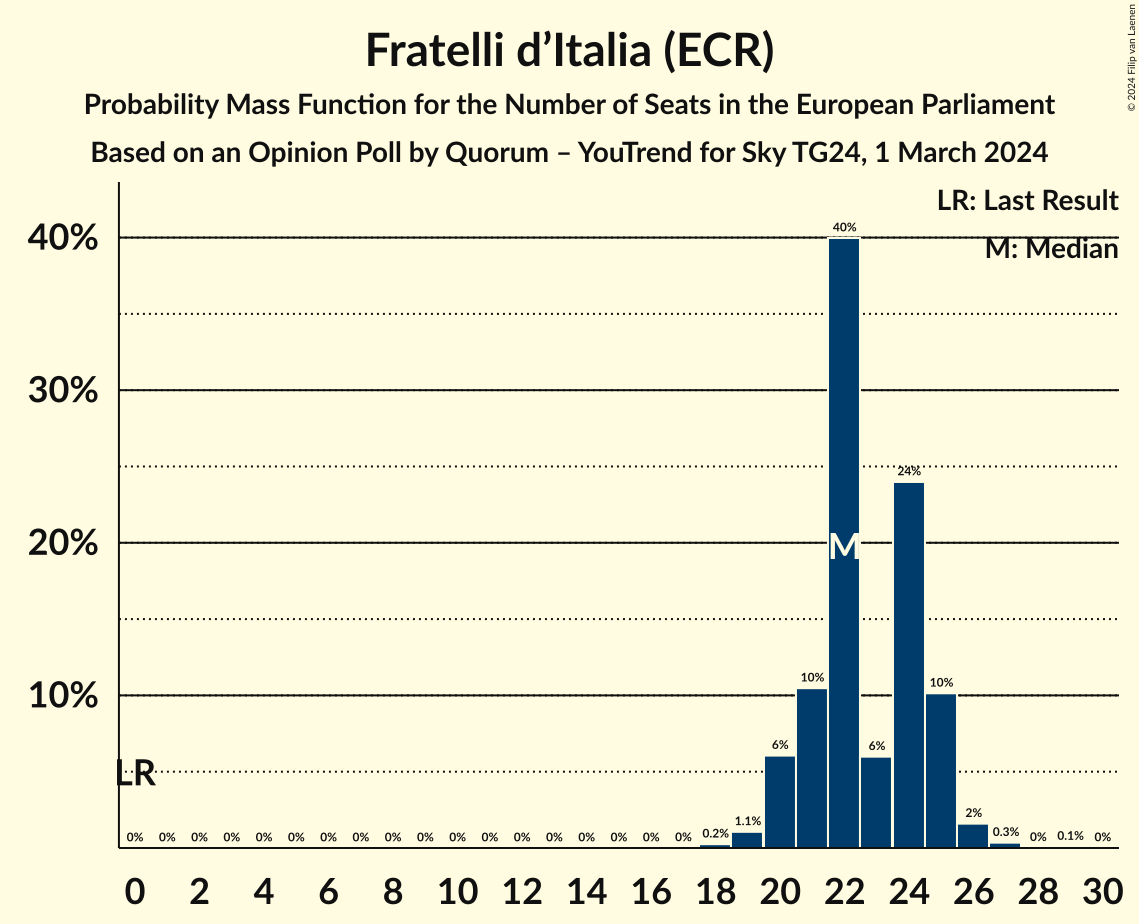 Fratelli d’Italia (ECR)
Probability Mass Function for the Number of Seats in the European Parliament
Based on an Opinion Poll by Quorum – YouTrend for Sky TG24, 1 March 2024
© 2024 Filip van Laenen
LR: Last Result
M: Median
40%
30%
20%
10%
LR
M
0% 0% 0% 0% 0% 0% 0% 0% 0% 0% 0% 0% 0% 0% 0% 0% 0% 0% 0.2% 1.1% 6% 10% 40% 6% 24% 10% 2% 0.3% 0% 0.1% 0%
0 2 4 6 8 10 12 14 16 18 20 22 24 26 28 30